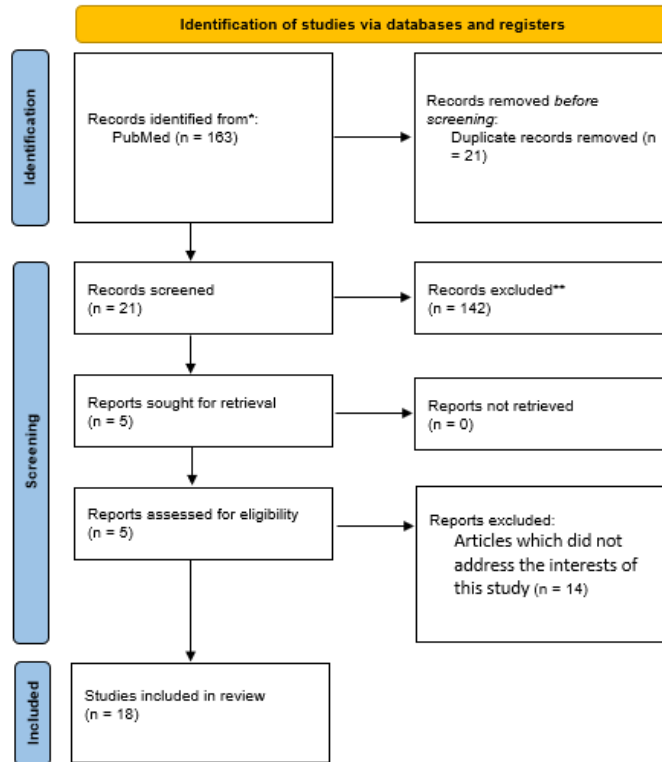 Identification of studies via databases and registers
Identification
Records identified from*:
PubMed (n = 163)
Records removed before
screening:
Duplicate records removed (n
= 21)
Screening
Records screened
(n = 21)
Records excluded**
(n = 142)
Reports sought for retrieval
(n = 5)
Reports not retrieved
(n = 0)
Reports assessed for eligibility
(n = 5)
Reports excluded:
Articles which did not
address the interests of
this study (n = 14)
Included
Studies included in review
(n = 18)